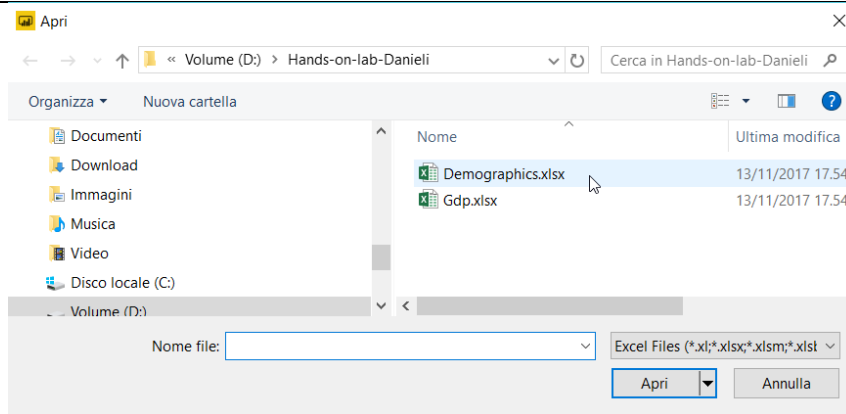 Apri
« Volume (D:) > Hands-on-lab-Danieli
Cerca in Hands-on-lab-Danieli
Organizza
Nuova cartella
Nome
Ultima modifica
Documenti
Download
Immagini
Musica
Video
Disco locale (C:)
Volume (D:)
Demographics.xlsx 13/11/2017 17.54
Gdp.xlsx 13/11/2017 17.54
Nome file:
Excel Files (*.xl;*.xlsx;*.xlsm;*.xlsb
Apri
Annulla